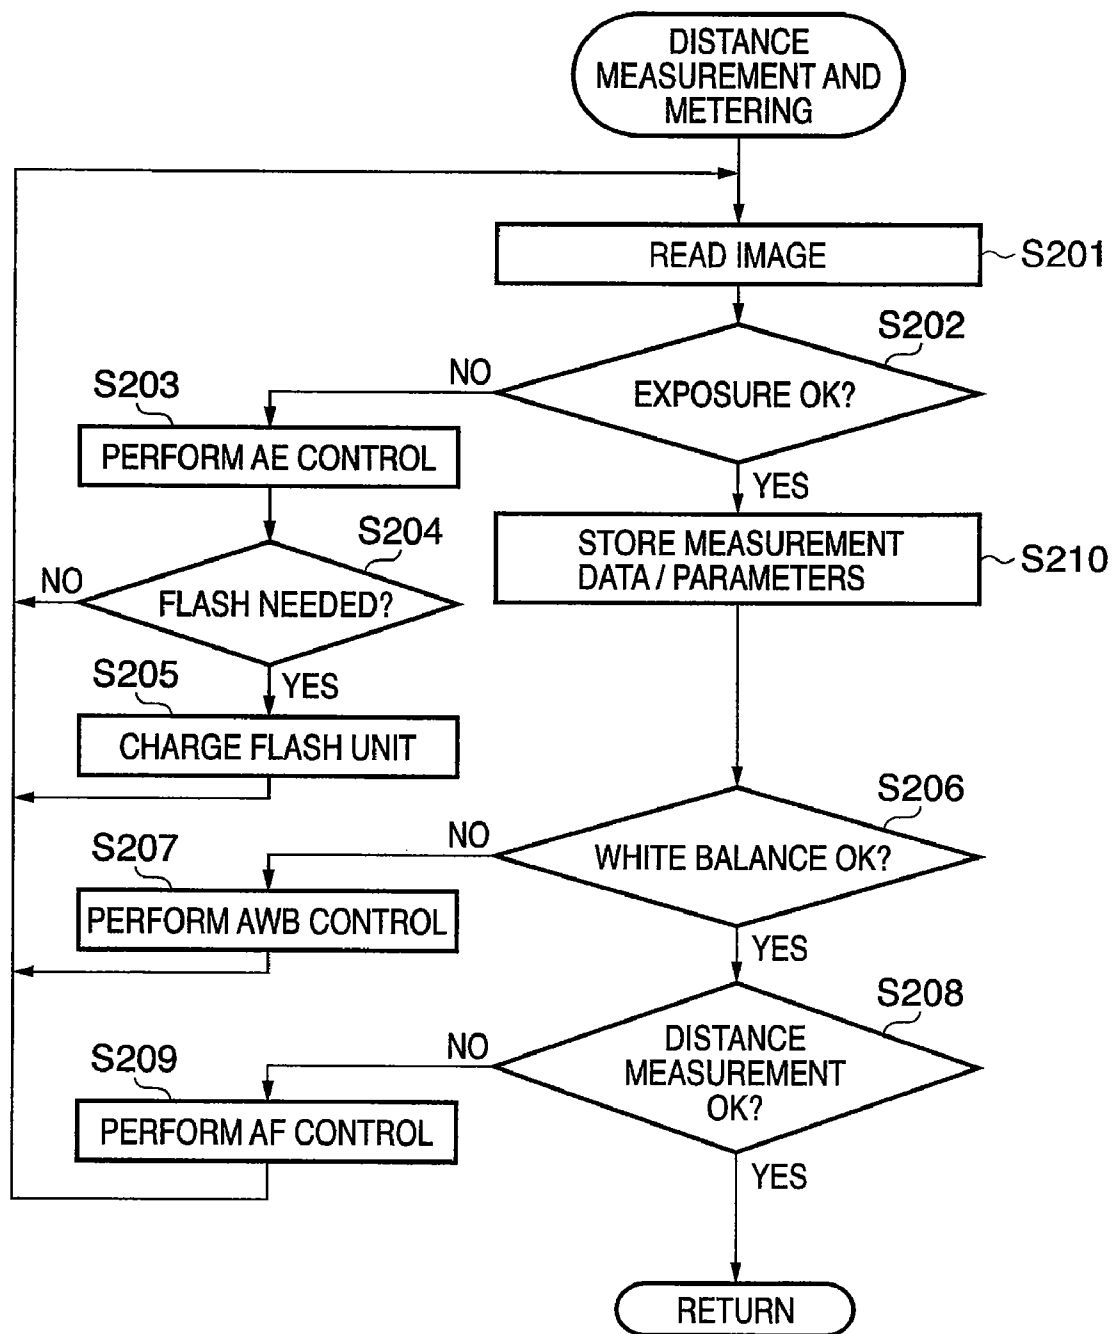 DISTANCE
MEASUREMENT AND
METERING
READ IMAGE
S201
S202
EXPOSURE OK?
NO
YES
S203
PERFORM AE CONTROL
S204
FLASH NEEDED?
NO
YES
S205
CHARGE FLASH UNIT
STORE MEASUREMENT
DATA / PARAMETERS
S210
S206
WHITE BALANCE OK?
NO
YES
S207
PERFORM AWB CONTROL
S208
DISTANCE
MEASUREMENT
OK?
NO
YES
S209
PERFORM AF CONTROL
RETURN